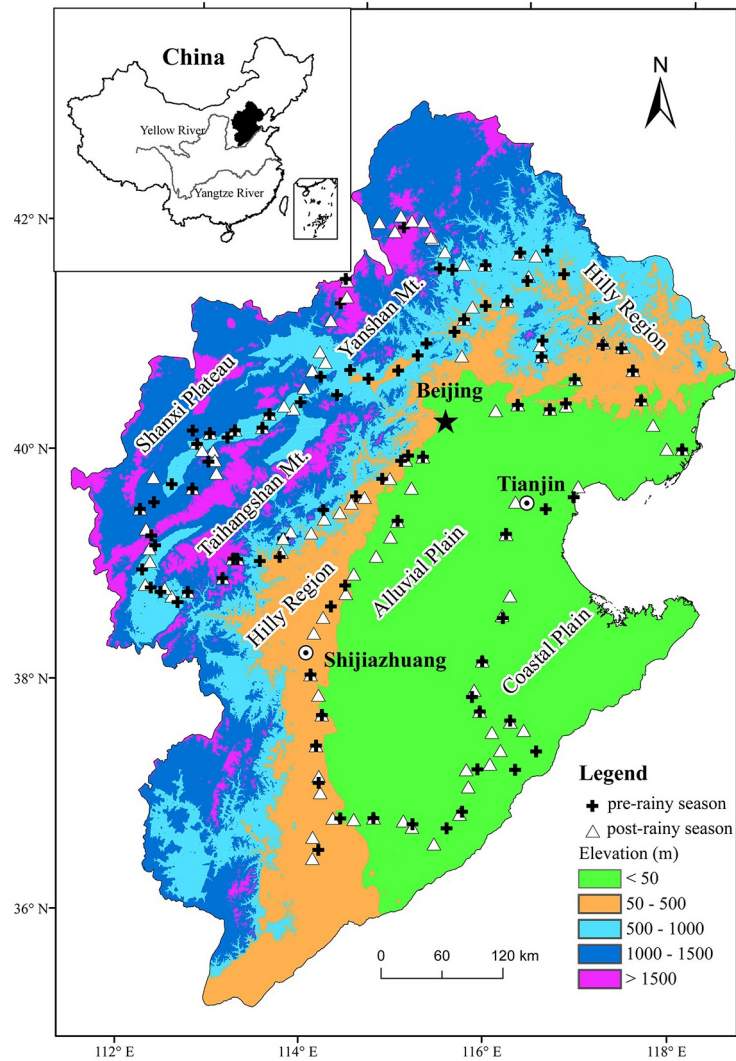 China
Yellow River
Yangtze River
N
42° N
40° N
38° N
36° N
Yanshan Mt.
Hilly Region
Shanxi Plateau
Beijing
Tianjin
Taihangshan Mt.
Alluvial Plain
Hilly Region
Coastal Plain
Shijiazhuang
Legend
pre-rainy season
post-rainy season
Elevation (m)
< 50
50 - 500
500 - 1000
1000 - 1500
> 1500
0 60 120 km
112° E 114° E 116° E 118° E